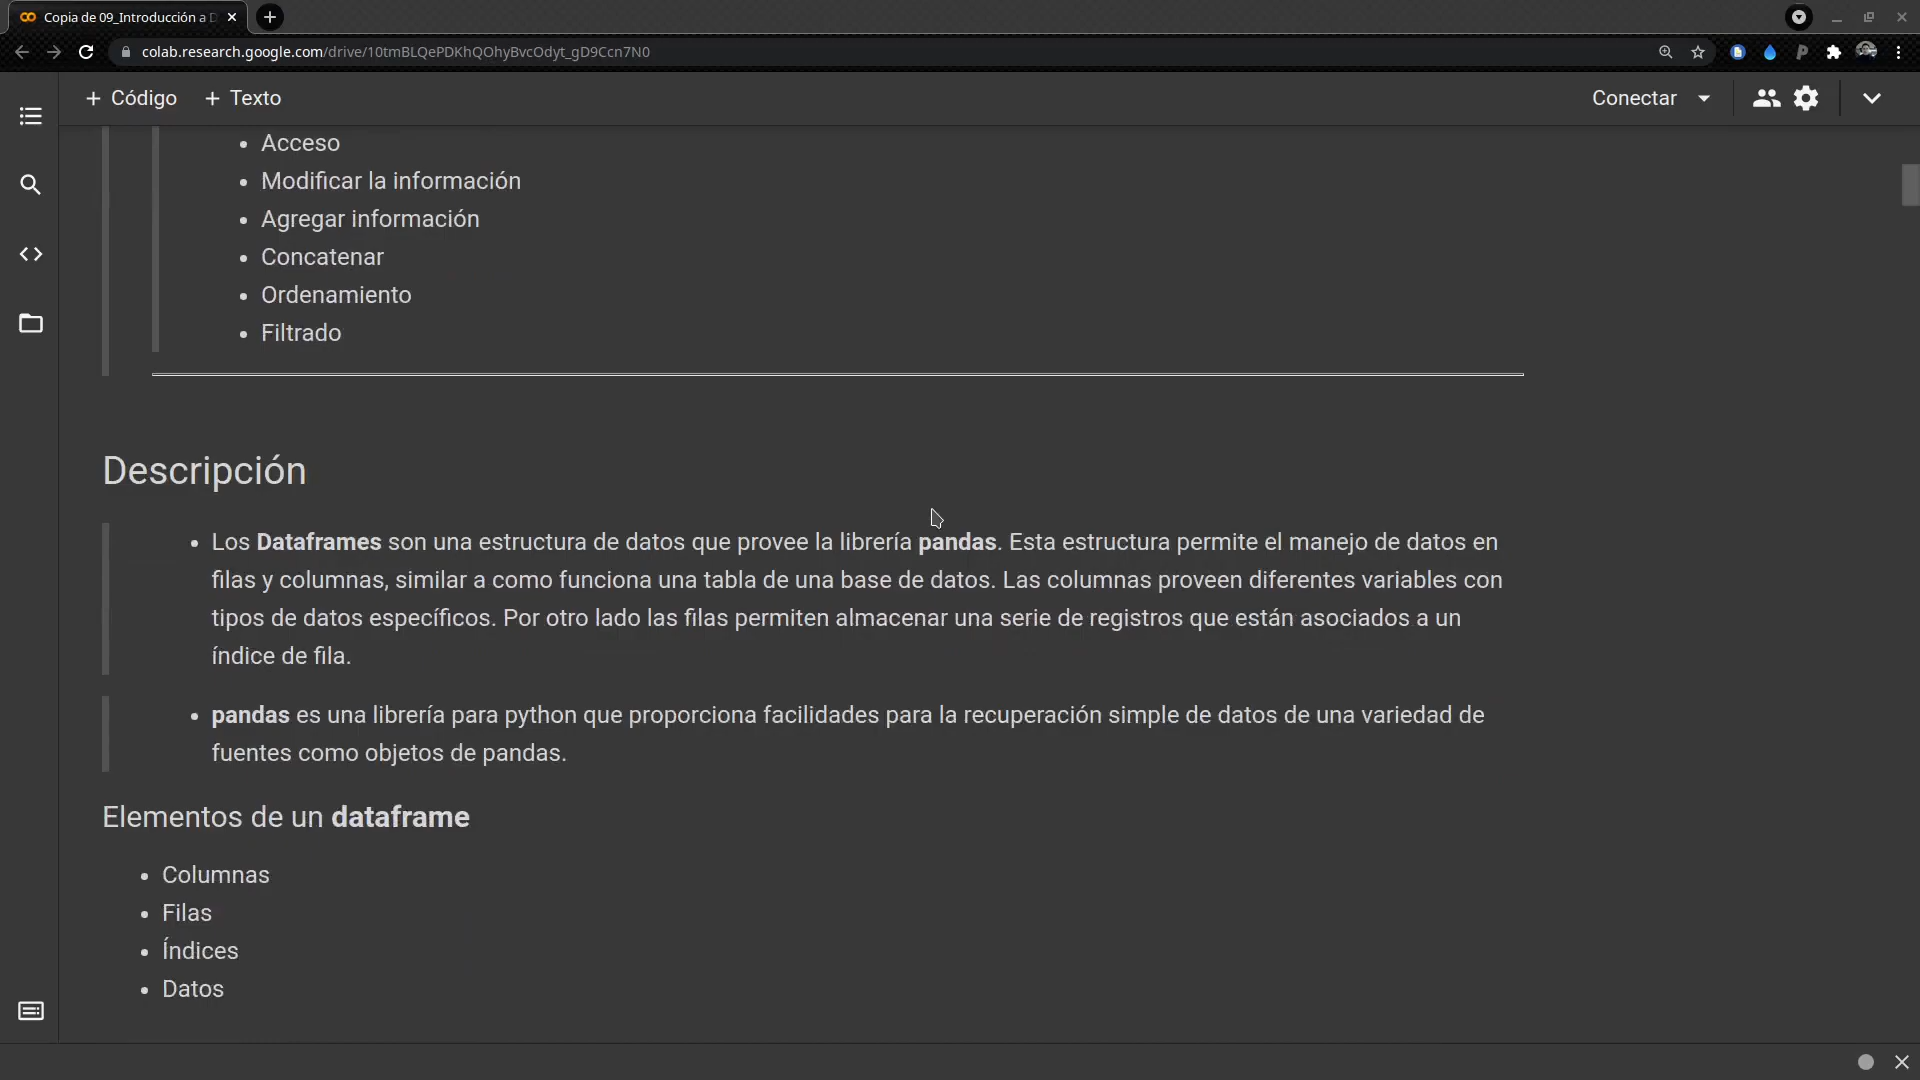 Copia de 09_Introducción a D
colab.research.google.com/drive/10tmBLQePDKhQOhyBvcOdyt_gD9Ccn7N0
+ Código + Texto
Conectar
• Acceso
• Modificar la información
• Agregar información
• Concatenar
• Ordenamiento
• Filtrado
Descripción
• Los Dataframes son una estructura de datos que provee la librería pandas. Esta estructura permite el manejo de datos en
filas y columnas, similar a como funciona una tabla de una base de datos. Las columnas proveen diferentes variables con
tipos de datos específicos. Por otro lado las filas permiten almacenar una serie de registros que están asociados a un
índice de fila.
• pandas es una librería para python que proporciona facilidades para la recuperación simple de datos de una variedad de
fuentes como objetos de pandas.
Elementos de un dataframe
• Columnas
• Filas
• Índices
• Datos